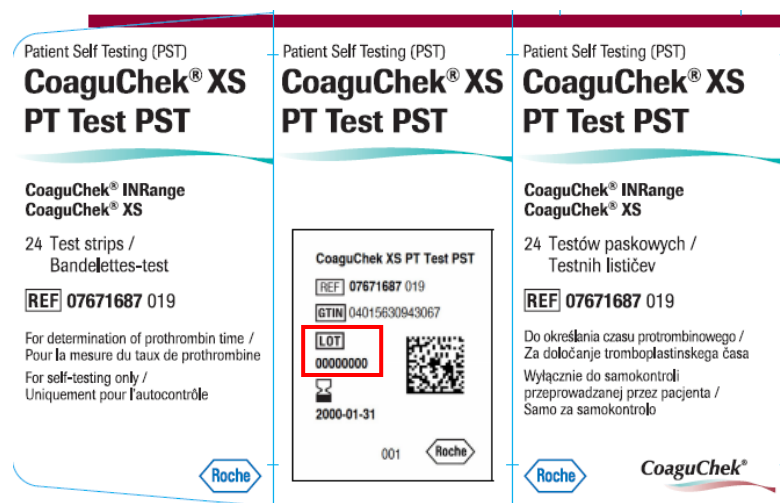 Patient Self Testing (PST)
CoaguChek® XS
PT Test PST
CoaguChek® INRange
CoaguChek® XS
24 Test strips /
Bandelettes-test
REF 07671687 019
For determination of prothrombin time /
Pour la mesure du taux de prothrombine
For self-testing only /
Uniquement pour l'autocontrôle
Roche
Patient Self Testing (PST)
CoaguChek® XS
PT Test PST
CoaguChek XS PT Test PST
REF 07671687 019
GTIN 04015630943067
LOT
00000000
2000-01-31
001 Roche
Patient Self Testing (PST)
CoaguChek® XS
PT Test PST
CoaguChek® INRange
CoaguChek® XS
24 Testów paskowych /
Testnih lističev
REF 07671687 019
Do określania czasu protrombinowego /
Za določanje tromboplastinskega časa
Wyłącznie do samokontroli
przeprowadzanej przez pacjenta /
Samo za samokontrolo
Roche
CoaguChek®